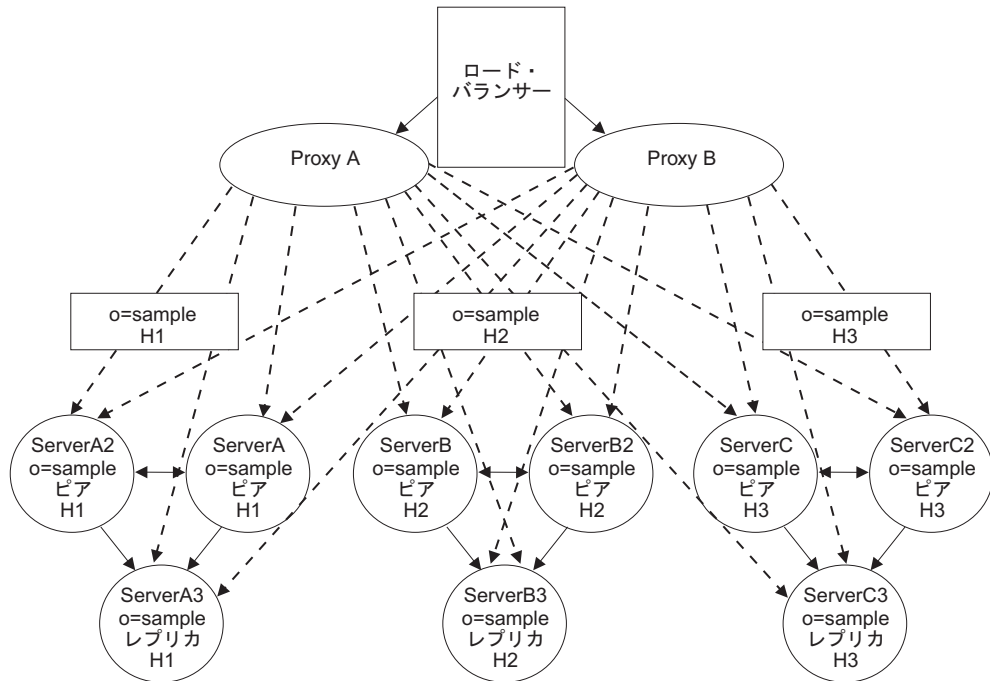 ロード・
バランサー
Proxy A
Proxy B
o=sample
H1
o=sample
H2
o=sample
H3
ServerA2
o=sample
ピア
H1
ServerA
o=sample
ピア
H1
ServerB
o=sample
ピア
H2
ServerB2
o=sample
ピア
H2
ServerC
o=sample
ピア
H3
ServerC2
o=sample
ピア
H3
ServerA3
o=sample
レプリカ
H1
ServerB3
o=sample
レプリカ
H2
ServerC3
o=sample
レプリカ
H3